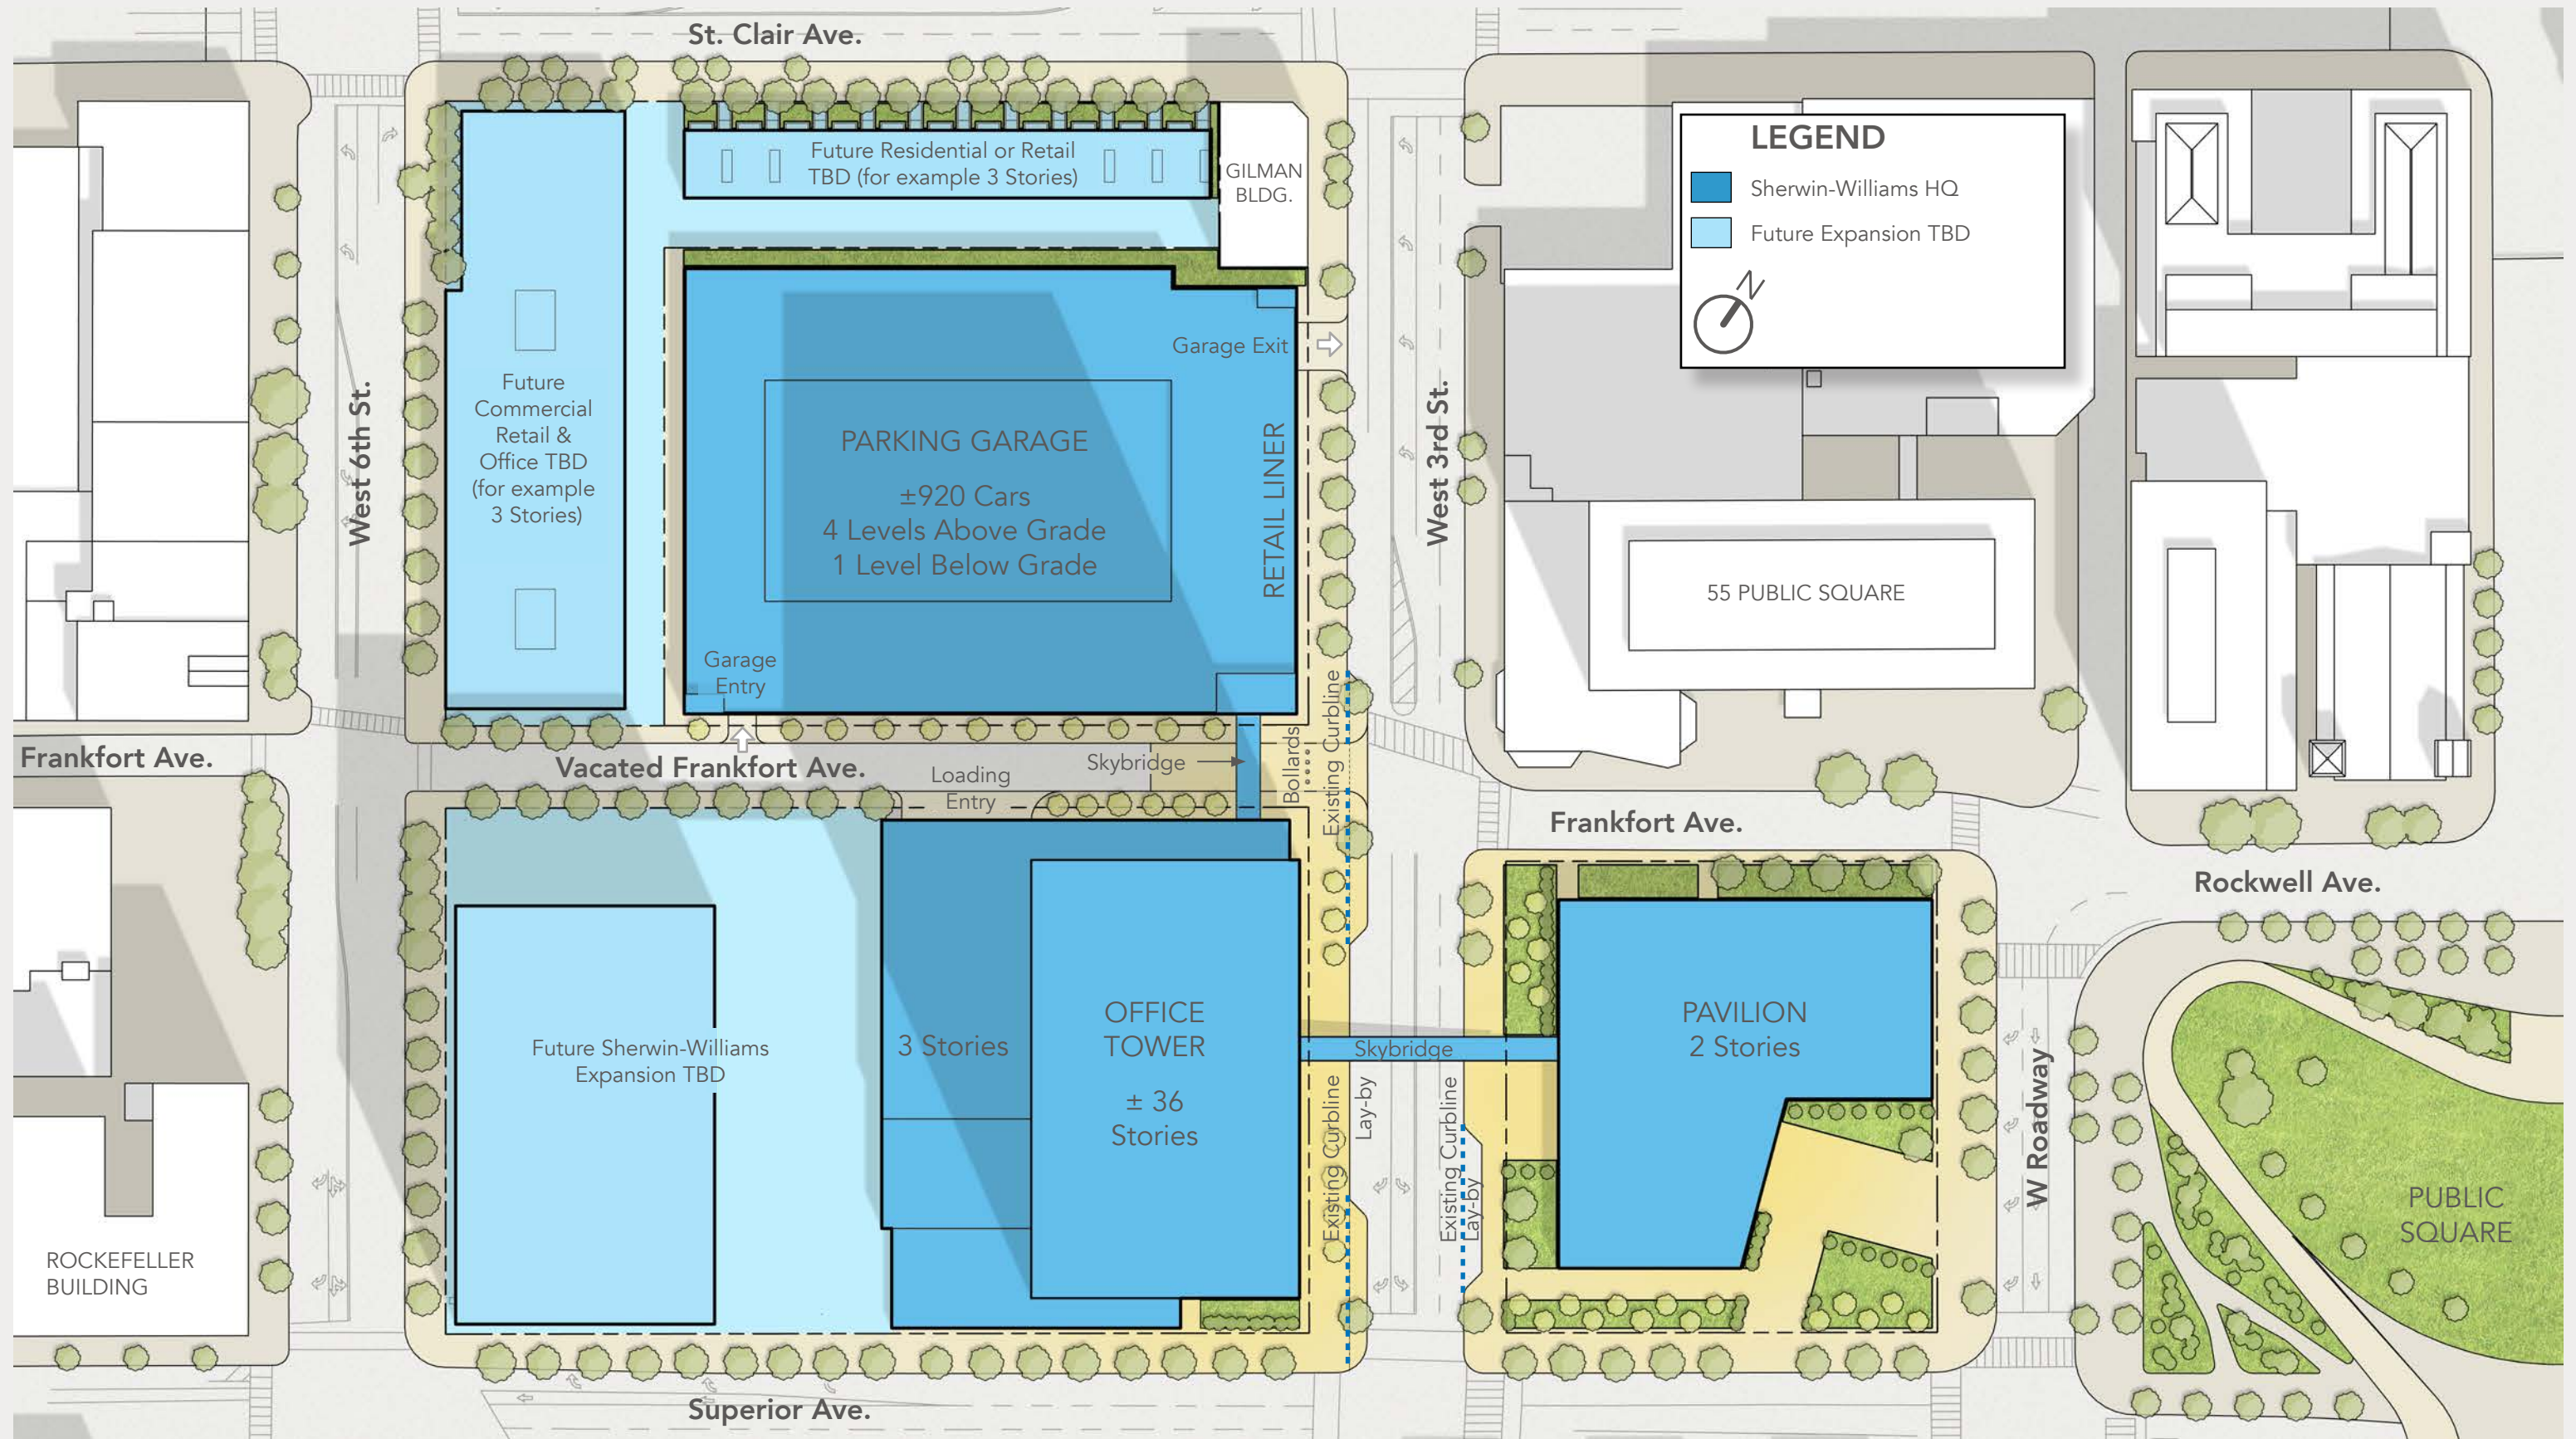 St. Clair Ave.
LEGEND
Sherwin-Williams HQ
Future Expansion TBD
N
Future Residential or Retail
TBD (for example 3 Stories)
GILMAN
BLDG.
Garage Exit
West 6th St.
Future
Commercial
Retail &
Office TBD
(for example
3 Stories)
PARKING GARAGE
±920 Cars
4 Levels Above Grade
1 Level Below Grade
RETAIL LINER
West 3rd St.
55 PUBLIC SQUARE
Garage
Entry
Frankfort Ave.
Vacated Frankfort Ave.
Loading
Entry
Skybridge
Bollards
Existing Curbline
Frankfort Ave.
Rockwell Ave.
Future Sherwin-Williams
Expansion TBD
3 Stories
OFFICE
TOWER
± 36
Stories
Skybridge
PAVILION
2 Stories
Existing Curbline
Lay-by
Existing Curbline
Lay-by
W Roadway
PUBLIC
SQUARE
ROCKEFELLER
BUILDING
Superior Ave.